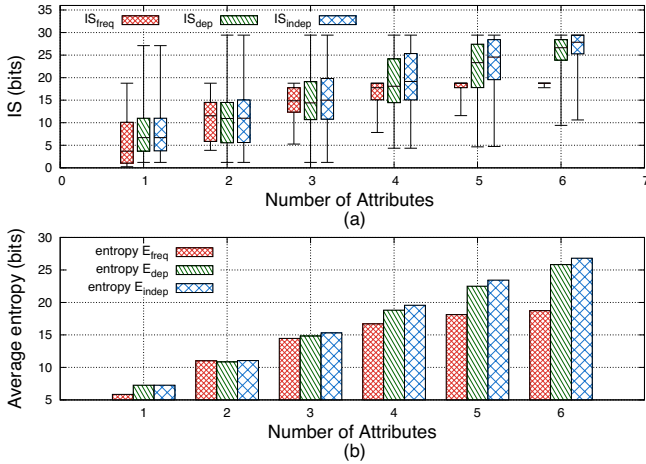 35
30
25
20
15
10
5
0
IS (bits)
IS_freq IS_dep IS_indep
0 1 2 3 4 5 6 7
Number of Attributes
(a)
30
25
20
15
10
5
Average entropy (bits)
entropy E_freq
entropy E_dep
entropy E_indep
1 2 3 4 5 6
Number of Attributes
(b)